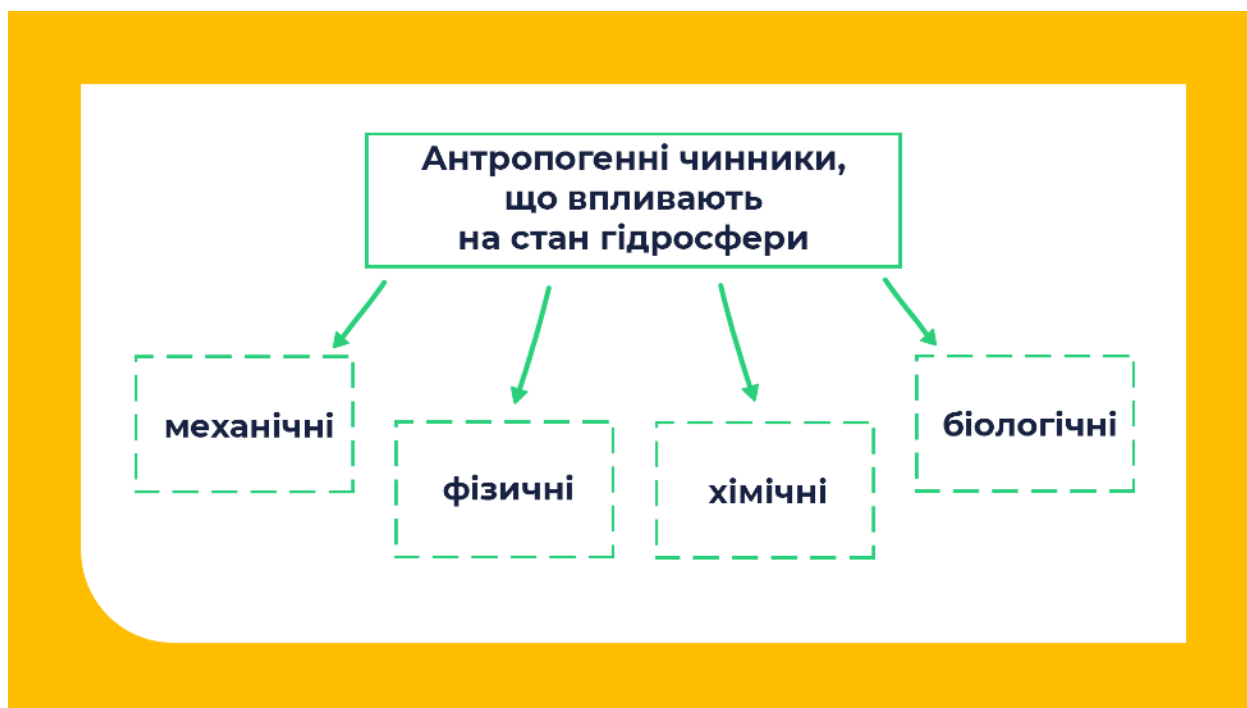 Антропогенні чинники,
що впливають
на стан гідросфери
механічні
фізичні
хімічні
біологічні